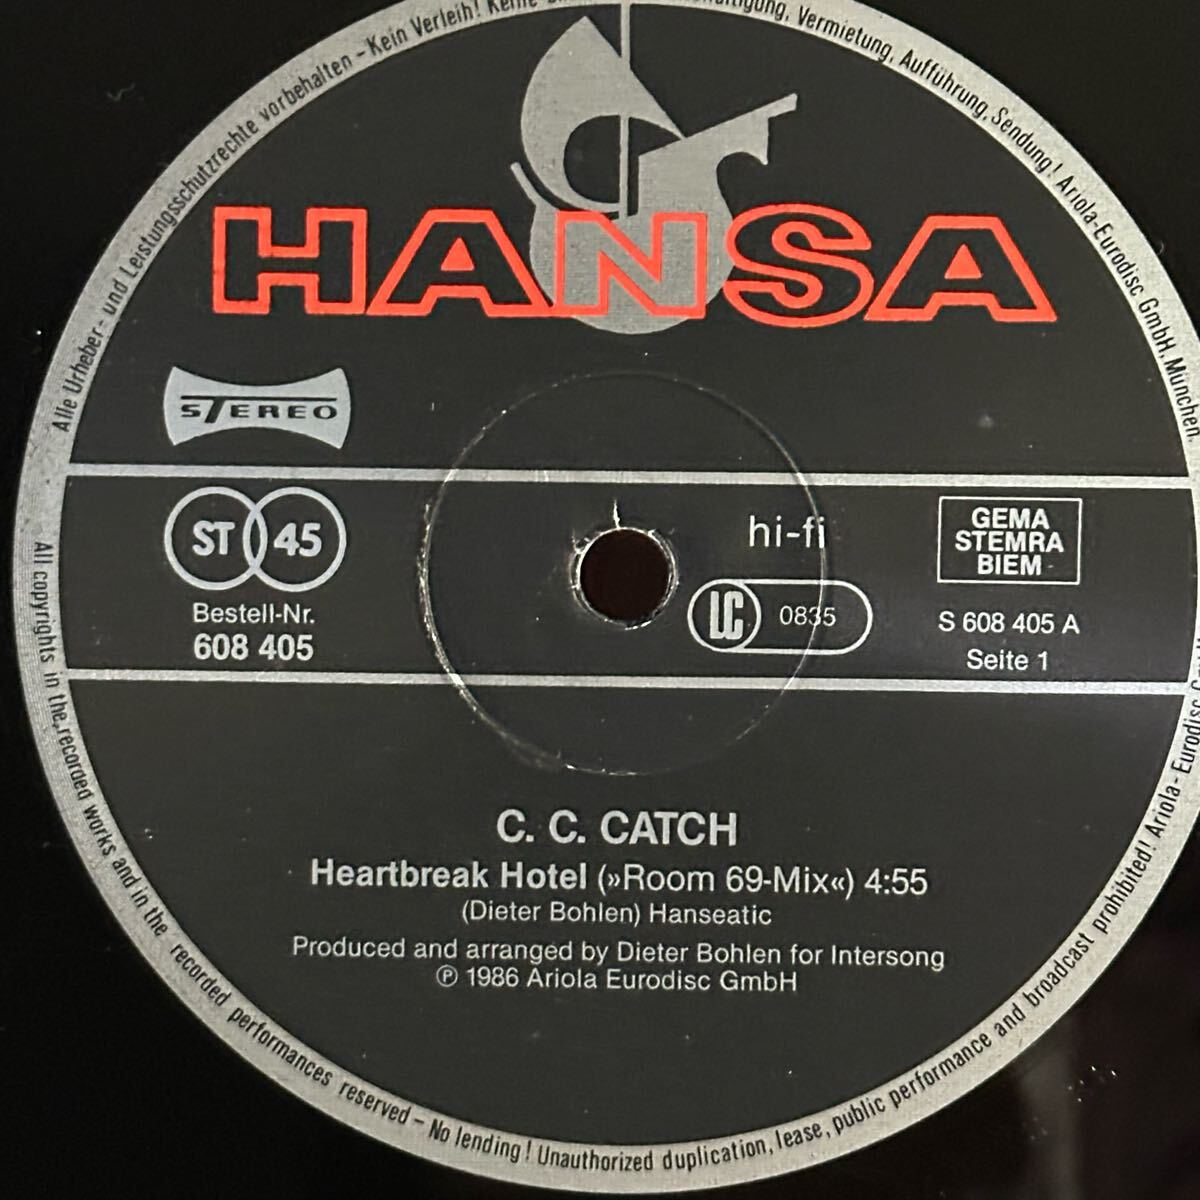 Alle Urheber- und Leistungsschutzrechte vorbehalten – Kein Verleih! Keine Vermietung, Aufführung, Sendung! Ariola-Eurodisc GmbH, München.
HANSA
STEREO
ST 45
Bestell-Nr.
608 405
hi-fi
LC 0835
GEMA
STEMRA
BIEM
S 608 405 A
Seite 1
C. C. CATCH
Heartbreak Hotel (»Room 69-Mix«) 4:55
(Dieter Bohlen) Hanseatic
Produced and arranged by Dieter Bohlen for Intersong
℗ 1986 Ariola Eurodisc GmbH
All copyrights in the recorded works and in the recorded performances reserved – No lending! Unauthorized duplication, lease, public performance and broadcast prohibited! Ariola-Eurodisc